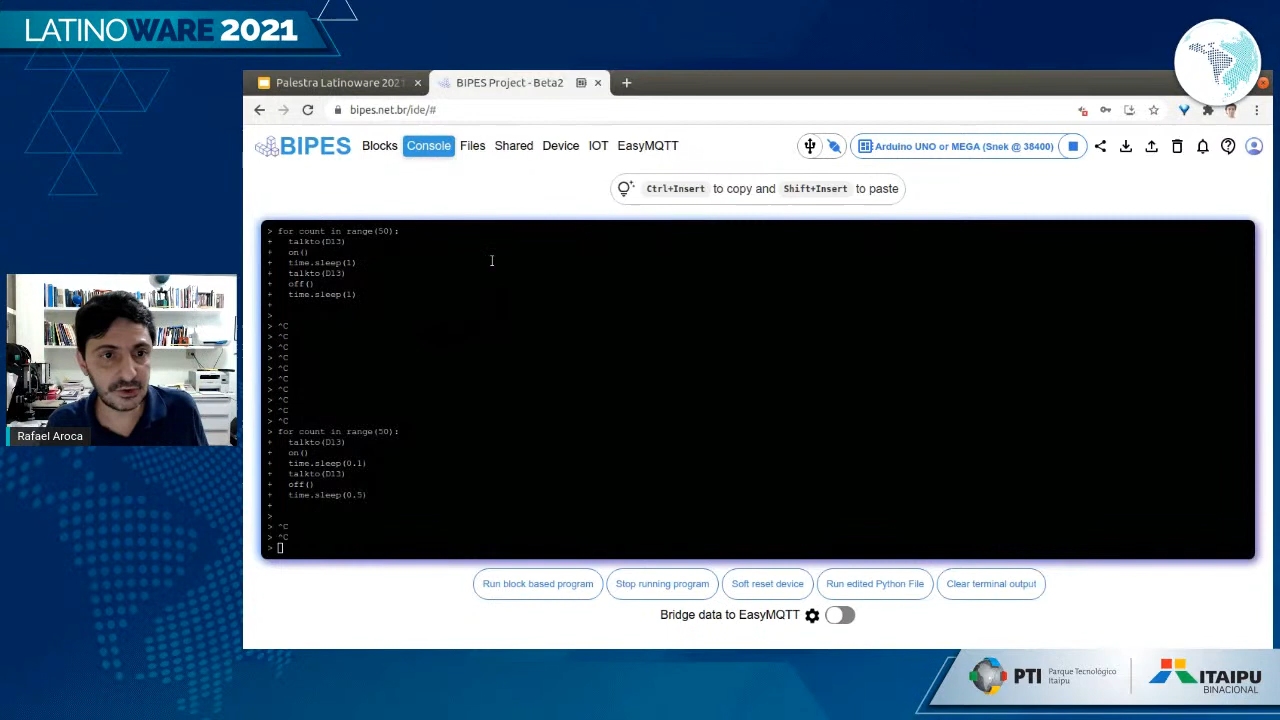 LATINOWARE 2021
Palestra Latinoware 2021
BIPES Project - Beta2
bipes.net.br/ide/#
BIPES
Blocks
Console
Files
Shared
Device
IOT
EasyMQTT
Arduino UNO or MEGA (Snek @ 38400)
Ctrl+Insert to copy and Shift+Insert to paste
> for count in range(50):
+ talkto(D13)
+ on()
+ time.sleep(1)
+ talkto(D13)
+ off()
+ time.sleep(1)
+
>
> ^C
> ^C
> ^C
> ^C
> ^C
> ^C
> ^C
> ^C
> ^C
> ^C
> for count in range(50):
+ talkto(D13)
+ on()
+ time.sleep(0.1)
+ talkto(D13)
+ off()
+ time.sleep(0.5)
+
>
> ^C
> ^C
>
Rafael Aroca
Run block based program
Stop running program
Soft reset device
Run edited Python File
Clear terminal output
Bridge data to EasyMQTT
PTI
Parque Tecnológico
Itaipu
ITAIPU
BINACIONAL